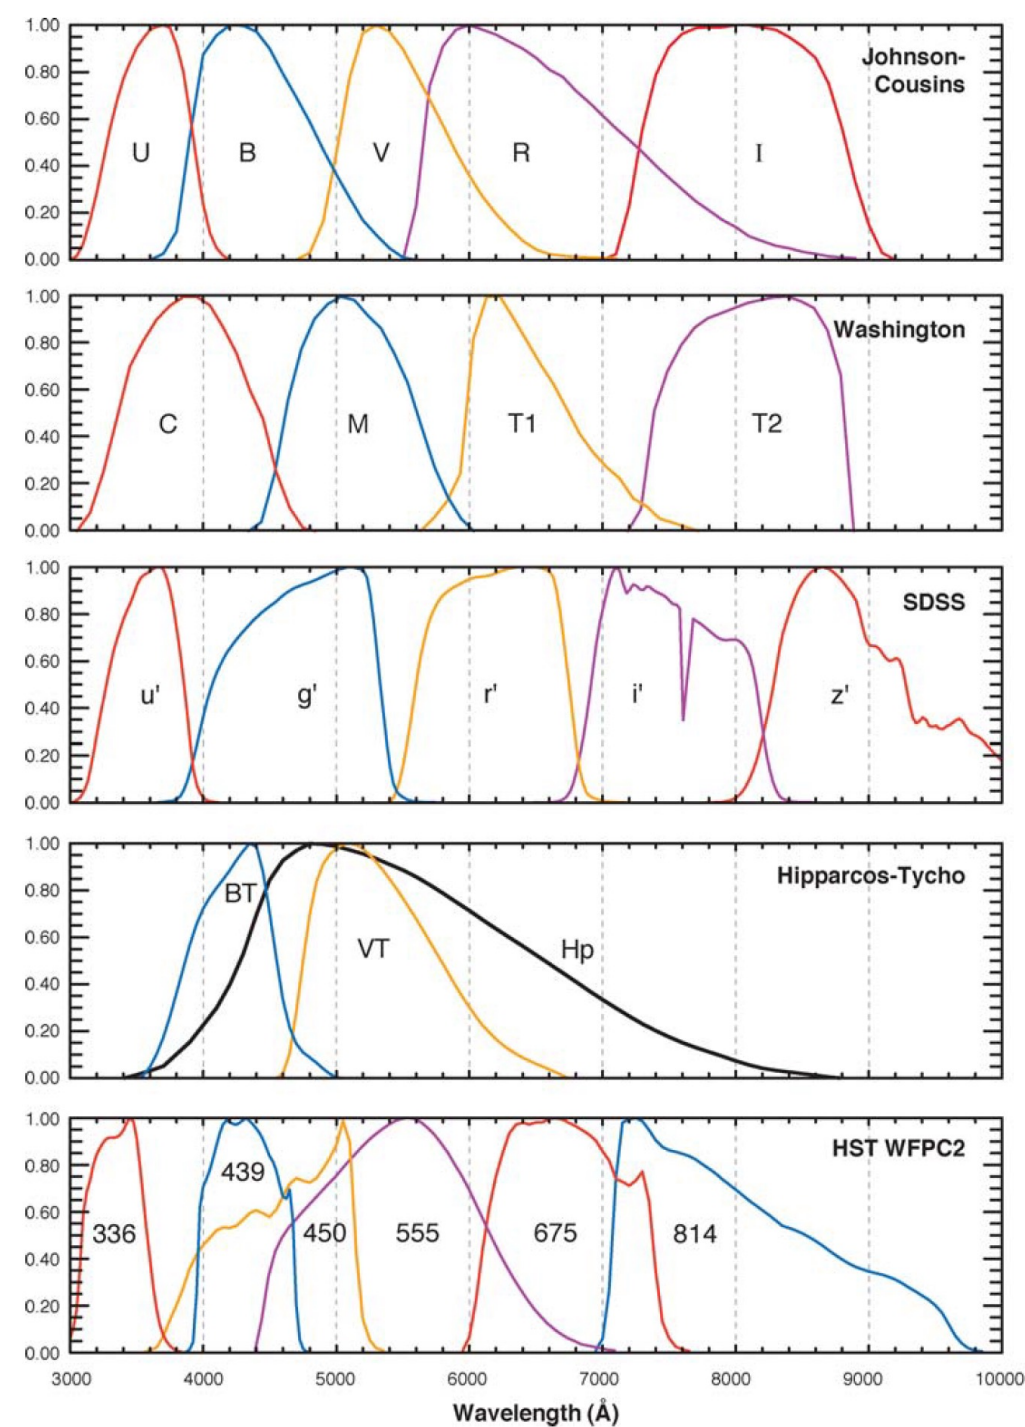 1.00
0.80
0.60
0.40
0.20
0.00
U
B
V
R
I
Johnson-
Cousins
1.00
0.80
0.60
0.40
0.20
0.00
C
M
T1
T2
Washington
1.00
0.80
0.60
0.40
0.20
0.00
u'
g'
r'
i'
z'
SDSS
1.00
0.80
0.60
0.40
0.20
0.00
BT
VT
Hp
Hipparcos-Tycho
1.00
0.80
0.60
0.40
0.20
0.00
336
439
450
555
675
814
HST WFPC2
3000 4000 5000 6000 7000 8000 9000 10000
Wavelength (Å)